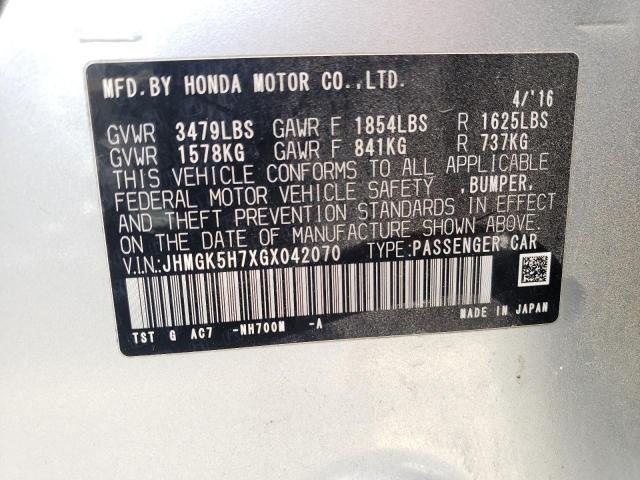 MFD.BY HONDA MOTOR CO.,LTD.
4/'16
GVWR 3479LBS GAWR F 1854LBS R 1625LBS
GVWR 1578KG GAWR F 841KG R 737KG
THIS VEHICLE CONFORMS TO ALL APPLICABLE
FEDERAL MOTOR VEHICLE SAFETY ,BUMPER,
AND THEFT PREVENTION STANDARDS IN EFFECT
ON THE DATE OF MANUFACTURE SHOWN ABOVE.
V.I.N.:JHMGK5H7XGX042070 TYPE:PASSENGER CAR
TST G AC7 -NH700M -A MADE IN JAPAN